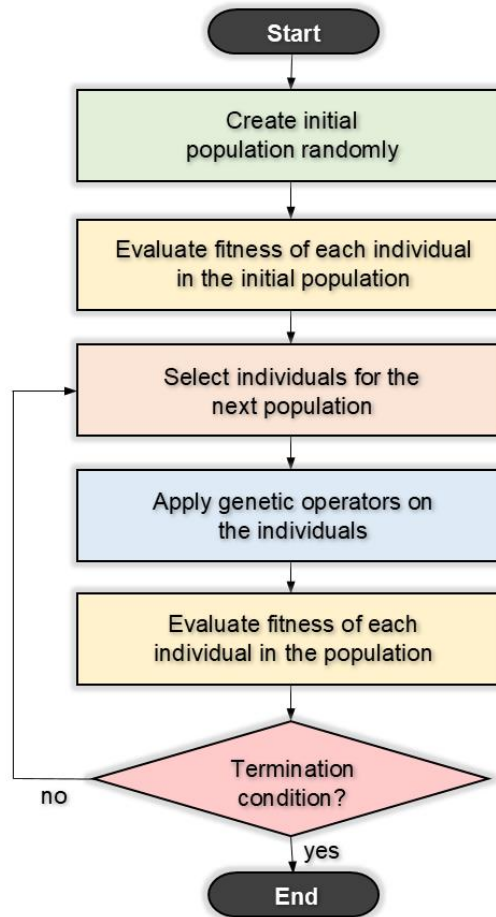 Start
Create initial
population randomly
Evaluate fitness of each individual
in the initial population
Select individuals for the
next population
Apply genetic operators on
the individuals
Evaluate fitness of each
individual in the population
Termination
condition?
no
yes
End